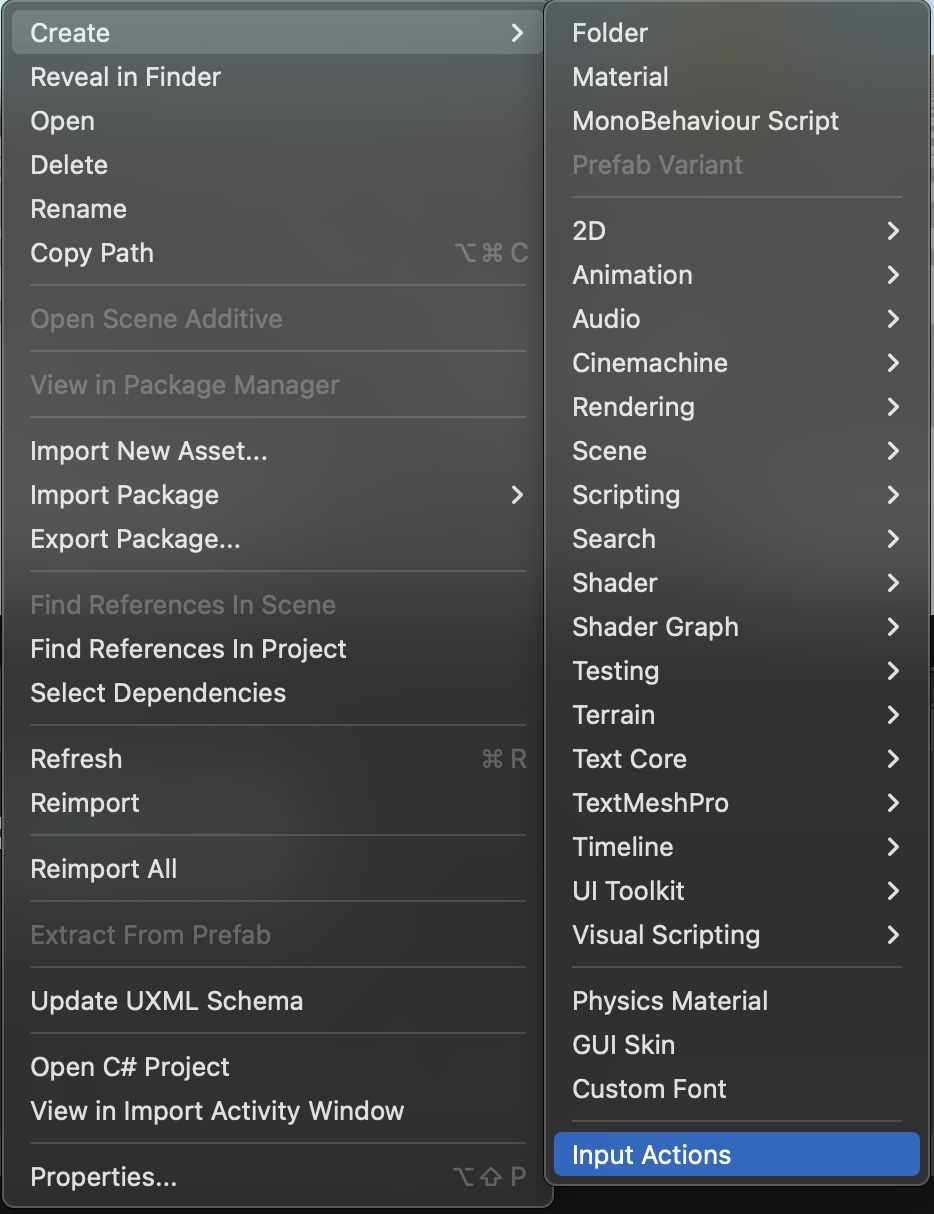 Create
Reveal in Finder
Open
Delete
Rename
Copy Path ⌥⌘ C
Open Scene Additive
View in Package Manager
Import New Asset...
Import Package
Export Package...
Find References In Scene
Find References In Project
Select Dependencies
Refresh ⌘ R
Reimport
Reimport All
Extract From Prefab
Update UXML Schema
Open C# Project
View in Import Activity Window
Properties... ⌥⇧ P
Folder
Material
MonoBehaviour Script
Prefab Variant
2D
Animation
Audio
Cinemachine
Rendering
Scene
Scripting
Search
Shader
Shader Graph
Testing
Terrain
Text Core
TextMeshPro
Timeline
UI Toolkit
Visual Scripting
Physics Material
GUI Skin
Custom Font
Input Actions